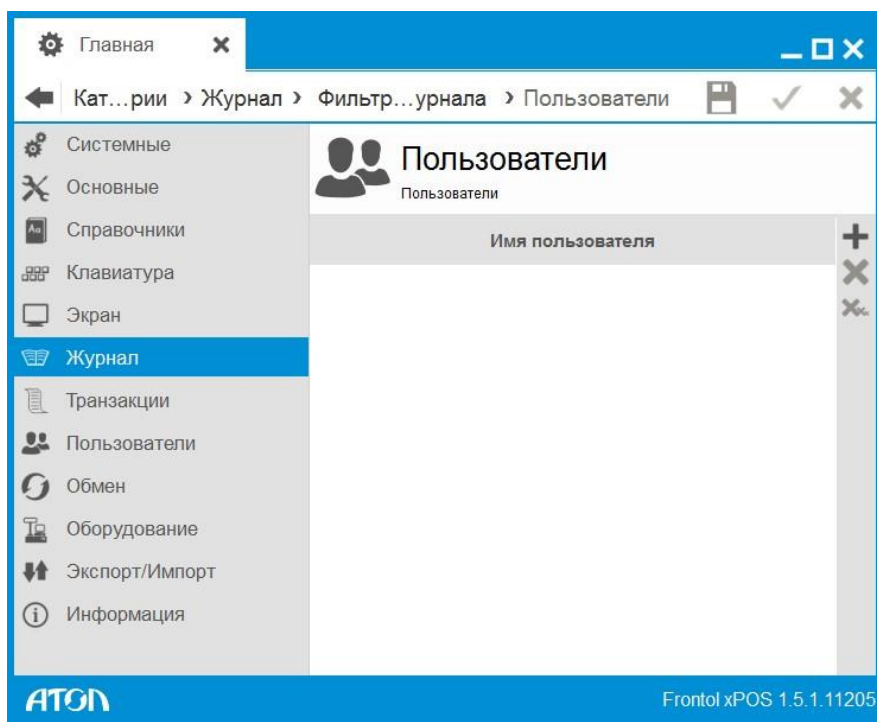 Главная
Кат…рии › Журнал › Фильтр…урнала › Пользователи
Системные
Основные
Справочники
Клавиатура
Экран
Журнал
Транзакции
Пользователи
Обмен
Оборудование
Экспорт/Импорт
Информация
Пользователи
Пользователи
Имя пользователя
АТОЛ
Frontol xPOS 1.5.1.11205